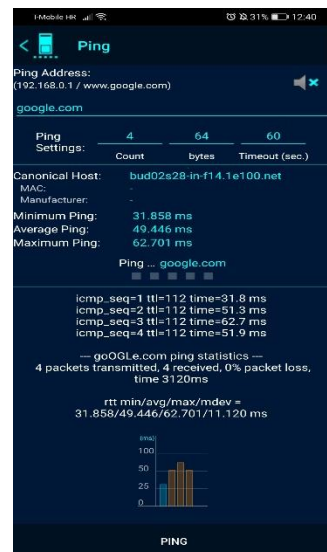 T-Mobile HR 31% 12:40
Ping
Ping Address:
(192.168.0.1 / www.google.com)
google.com
Ping Settings: 4 64 60
Count bytes Timeout (sec.)
Canonical Host: bud02s28-in-f14.1e100.net
MAC: -
Manufacturer: -
Minimum Ping: 31.858 ms
Average Ping: 49.446 ms
Maximum Ping: 62.701 ms
Ping ... google.com
icmp_seq=1 ttl=112 time=31.8 ms
icmp_seq=2 ttl=112 time=51.3 ms
icmp_seq=3 ttl=112 time=62.7 ms
icmp_seq=4 ttl=112 time=51.9 ms
--- goOGLe.com ping statistics ---
4 packets transmitted, 4 received, 0% packet loss,
time 3120ms
rtt min/avg/max/mdev =
31.858/49.446/62.701/11.120 ms
[ms]
100
50
25
0
PING